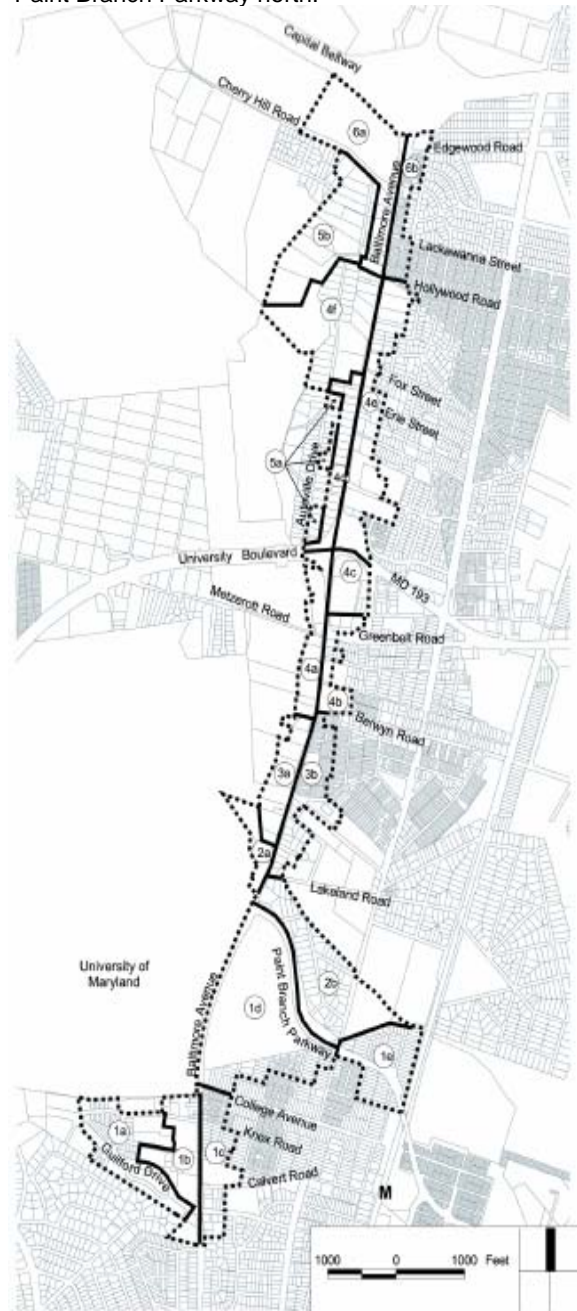 Paint Branch Parkway north.
Capital Beltway
Cherry Hill Road
6a
Edgewood Road
6b
Baltimore Avenue
5b
Lackawanna Street
Hollywood Road
4f
Fox Street
4e
Erie Street
5a
Autoville Drive
University Boulevard
4c
MD 193
Metzerott Road
Greenbelt Road
4a
4b
Berwyn Road
3a
3b
2a
Lakeland Road
University of
Maryland
Baltimore Avenue
Paint Branch Parkway
2b
1d
1e
College Avenue
1a
Knox Road
Guilford Drive
1b
1c
Calvert Road
M
1000 0 1000 Feet